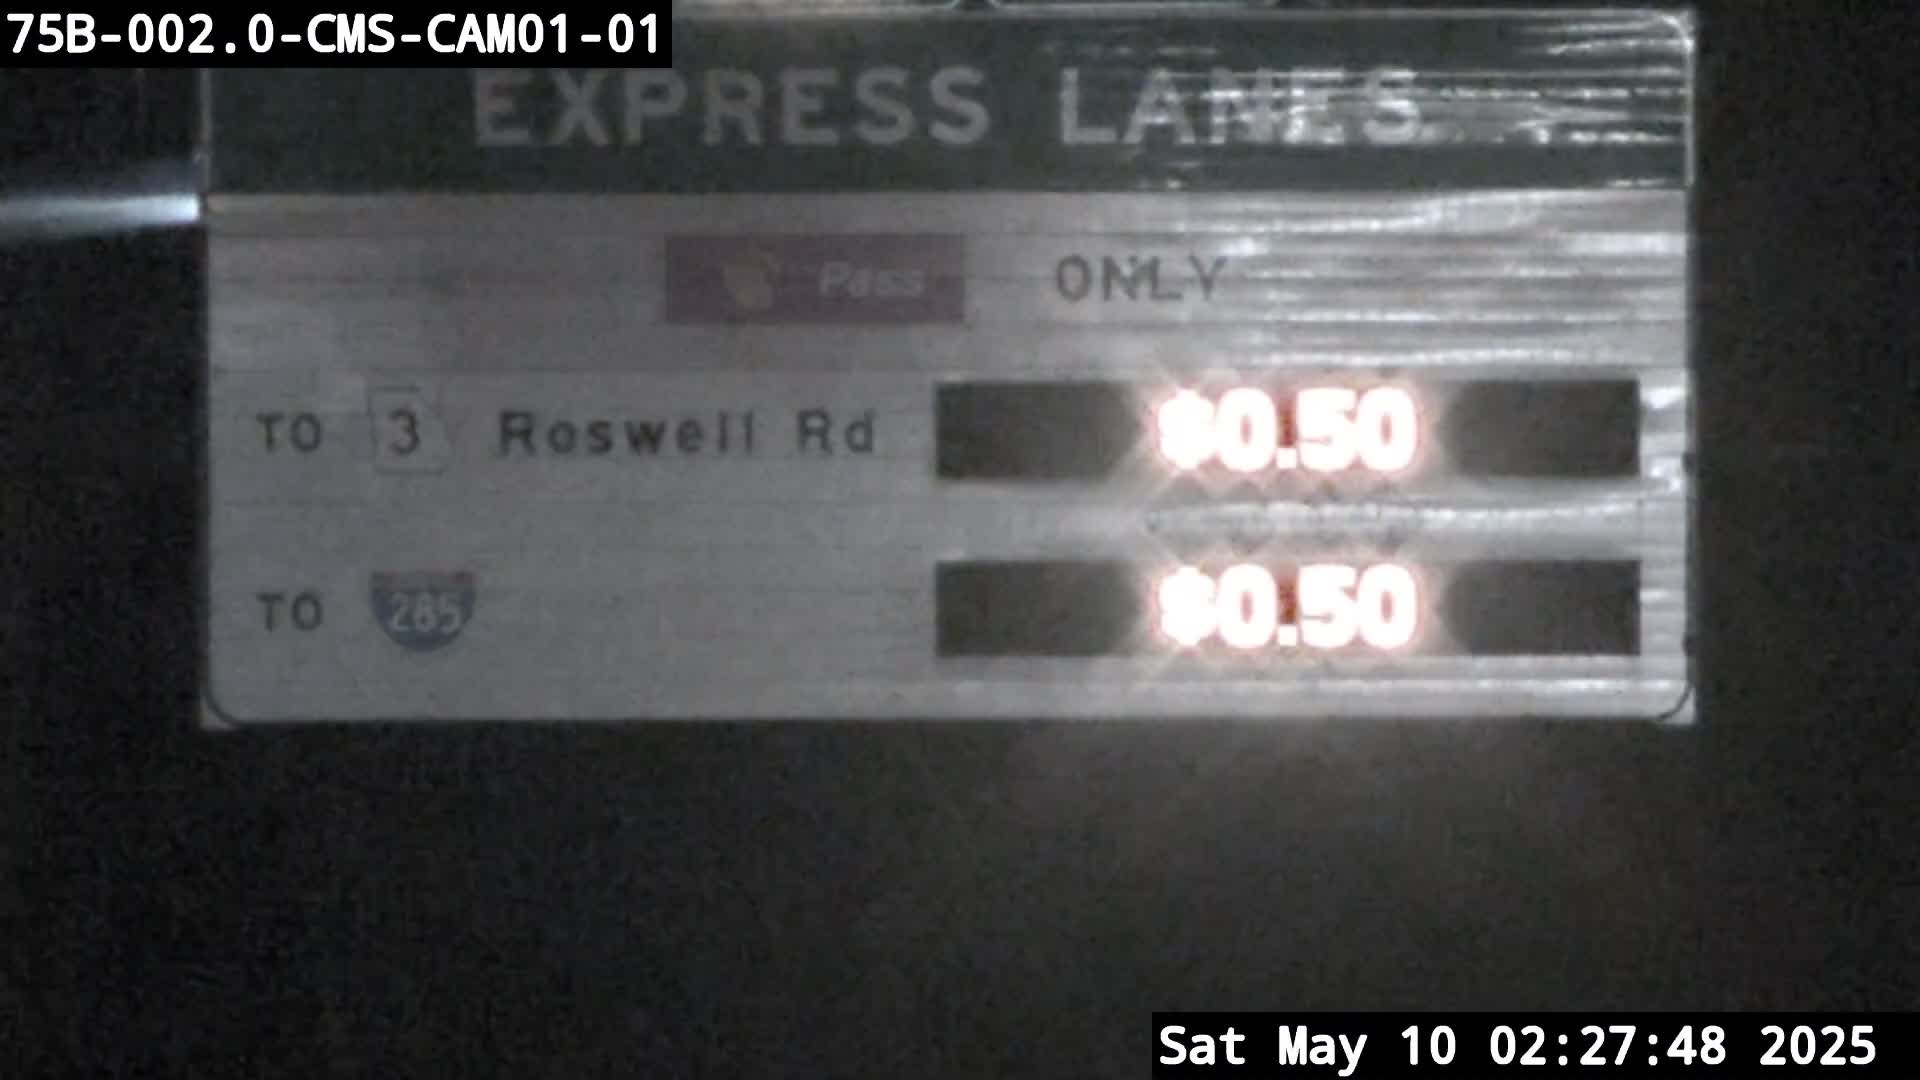 75B-002.0-CMS-CAM01-01
EXPRESS LANES
Pass ONLY
TO 3 Roswell Rd $0.50
TO 285 $0.50
Sat May 10 02:27:48 2025